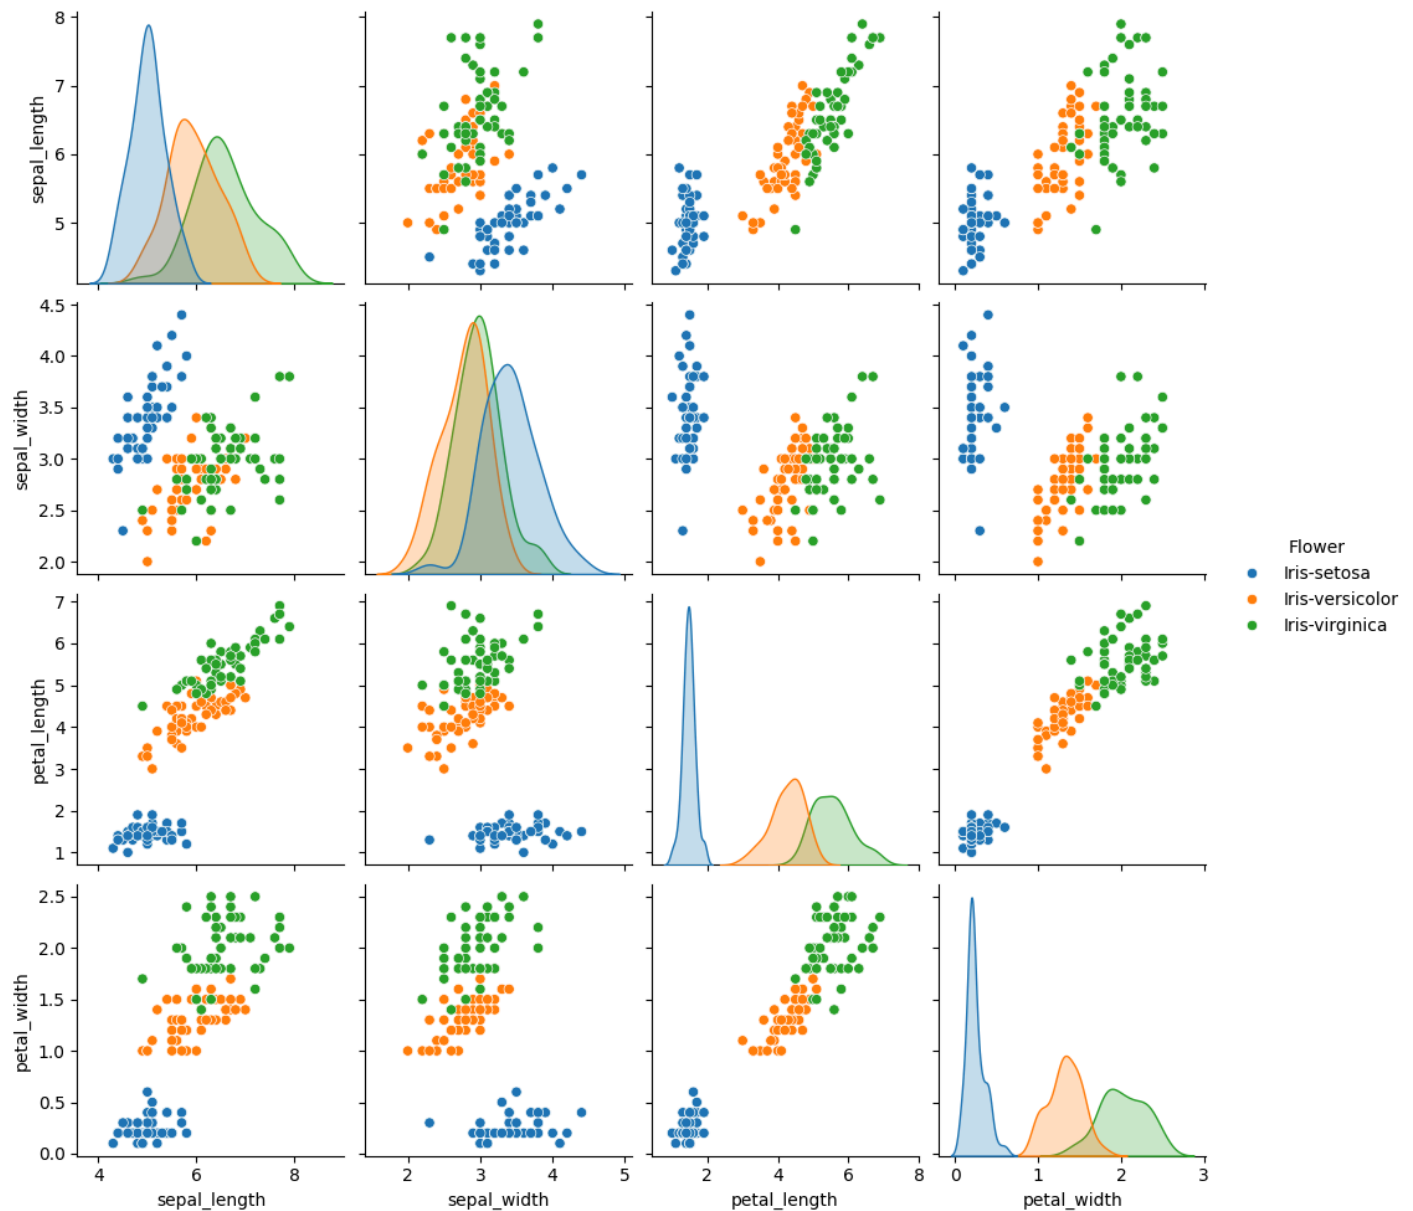 8
7
6
5
sepal_length
4.5
4.0
3.5
3.0
2.5
2.0
sepal_width
Flower
Iris-setosa
Iris-versicolor
Iris-virginica
7
6
5
4
3
2
1
petal_length
2.5
2.0
1.5
1.0
0.5
0.0
petal_width
4 6 8
sepal_length
2 3 4 5
sepal_width
2 4 6 8
petal_length
0 1 2 3
petal_width